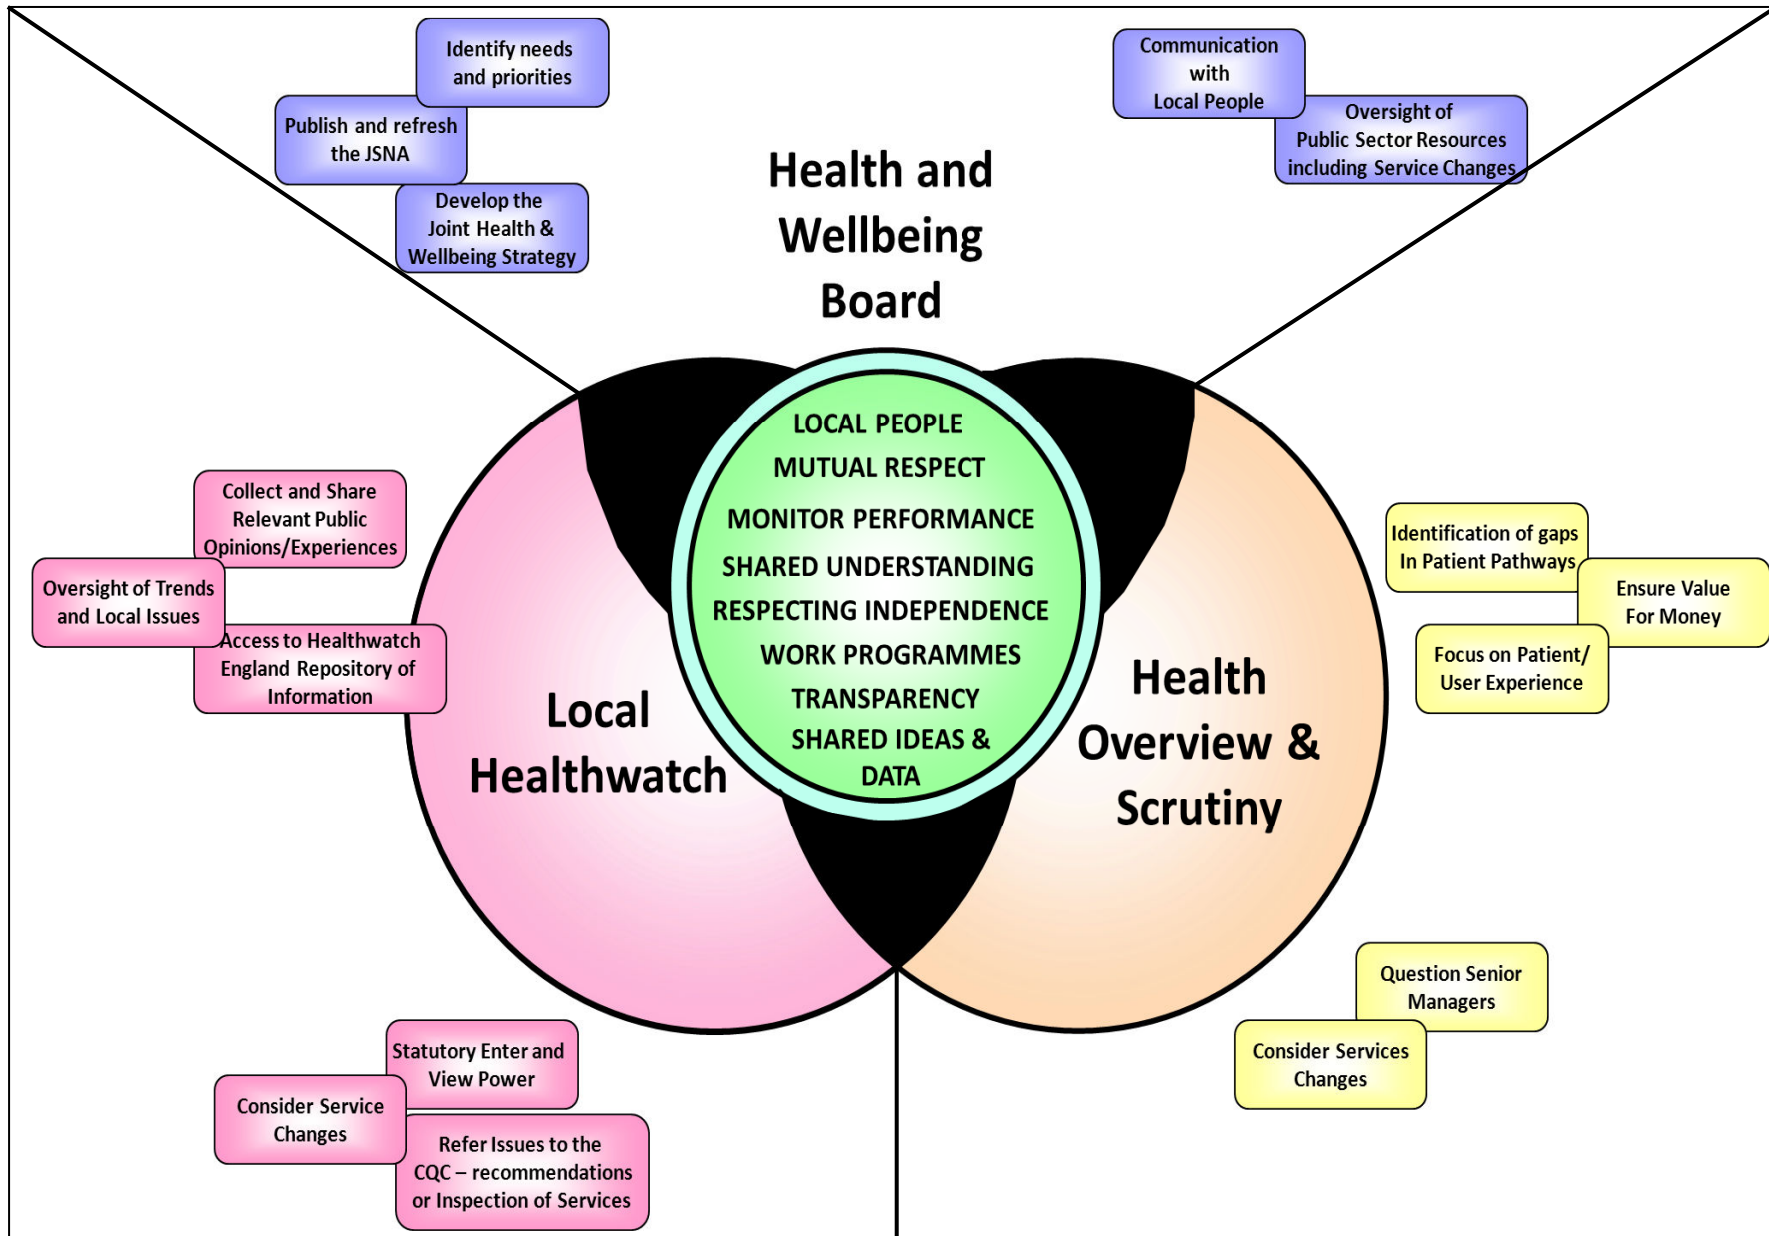 Identify needs
and priorities
Publish and refresh
the JSNA
Develop the
Joint Health &
Wellbeing Strategy
Communication
with
Local People
Oversight of
Public Sector Resources
including Service Changes
Health and
Wellbeing
Board
LOCAL PEOPLE
MUTUAL RESPECT
MONITOR PERFORMANCE
SHARED UNDERSTANDING
RESPECTING INDEPENDENCE
WORK PROGRAMMES
TRANSPARENCY
SHARED IDEAS &
DATA
Collect and Share
Relevant Public
Opinions/Experiences
Oversight of Trends
and Local Issues
Access to Healthwatch
England Repository of
Information
Local
Healthwatch
Health
Overview &
Scrutiny
Identification of gaps
In Patient Pathways
Ensure Value
For Money
Focus on Patient/
User Experience
Statutory Enter and
View Power
Consider Service
Changes
Refer Issues to the
CQC – recommendations
or Inspection of Services
Question Senior
Managers
Consider Services
Changes